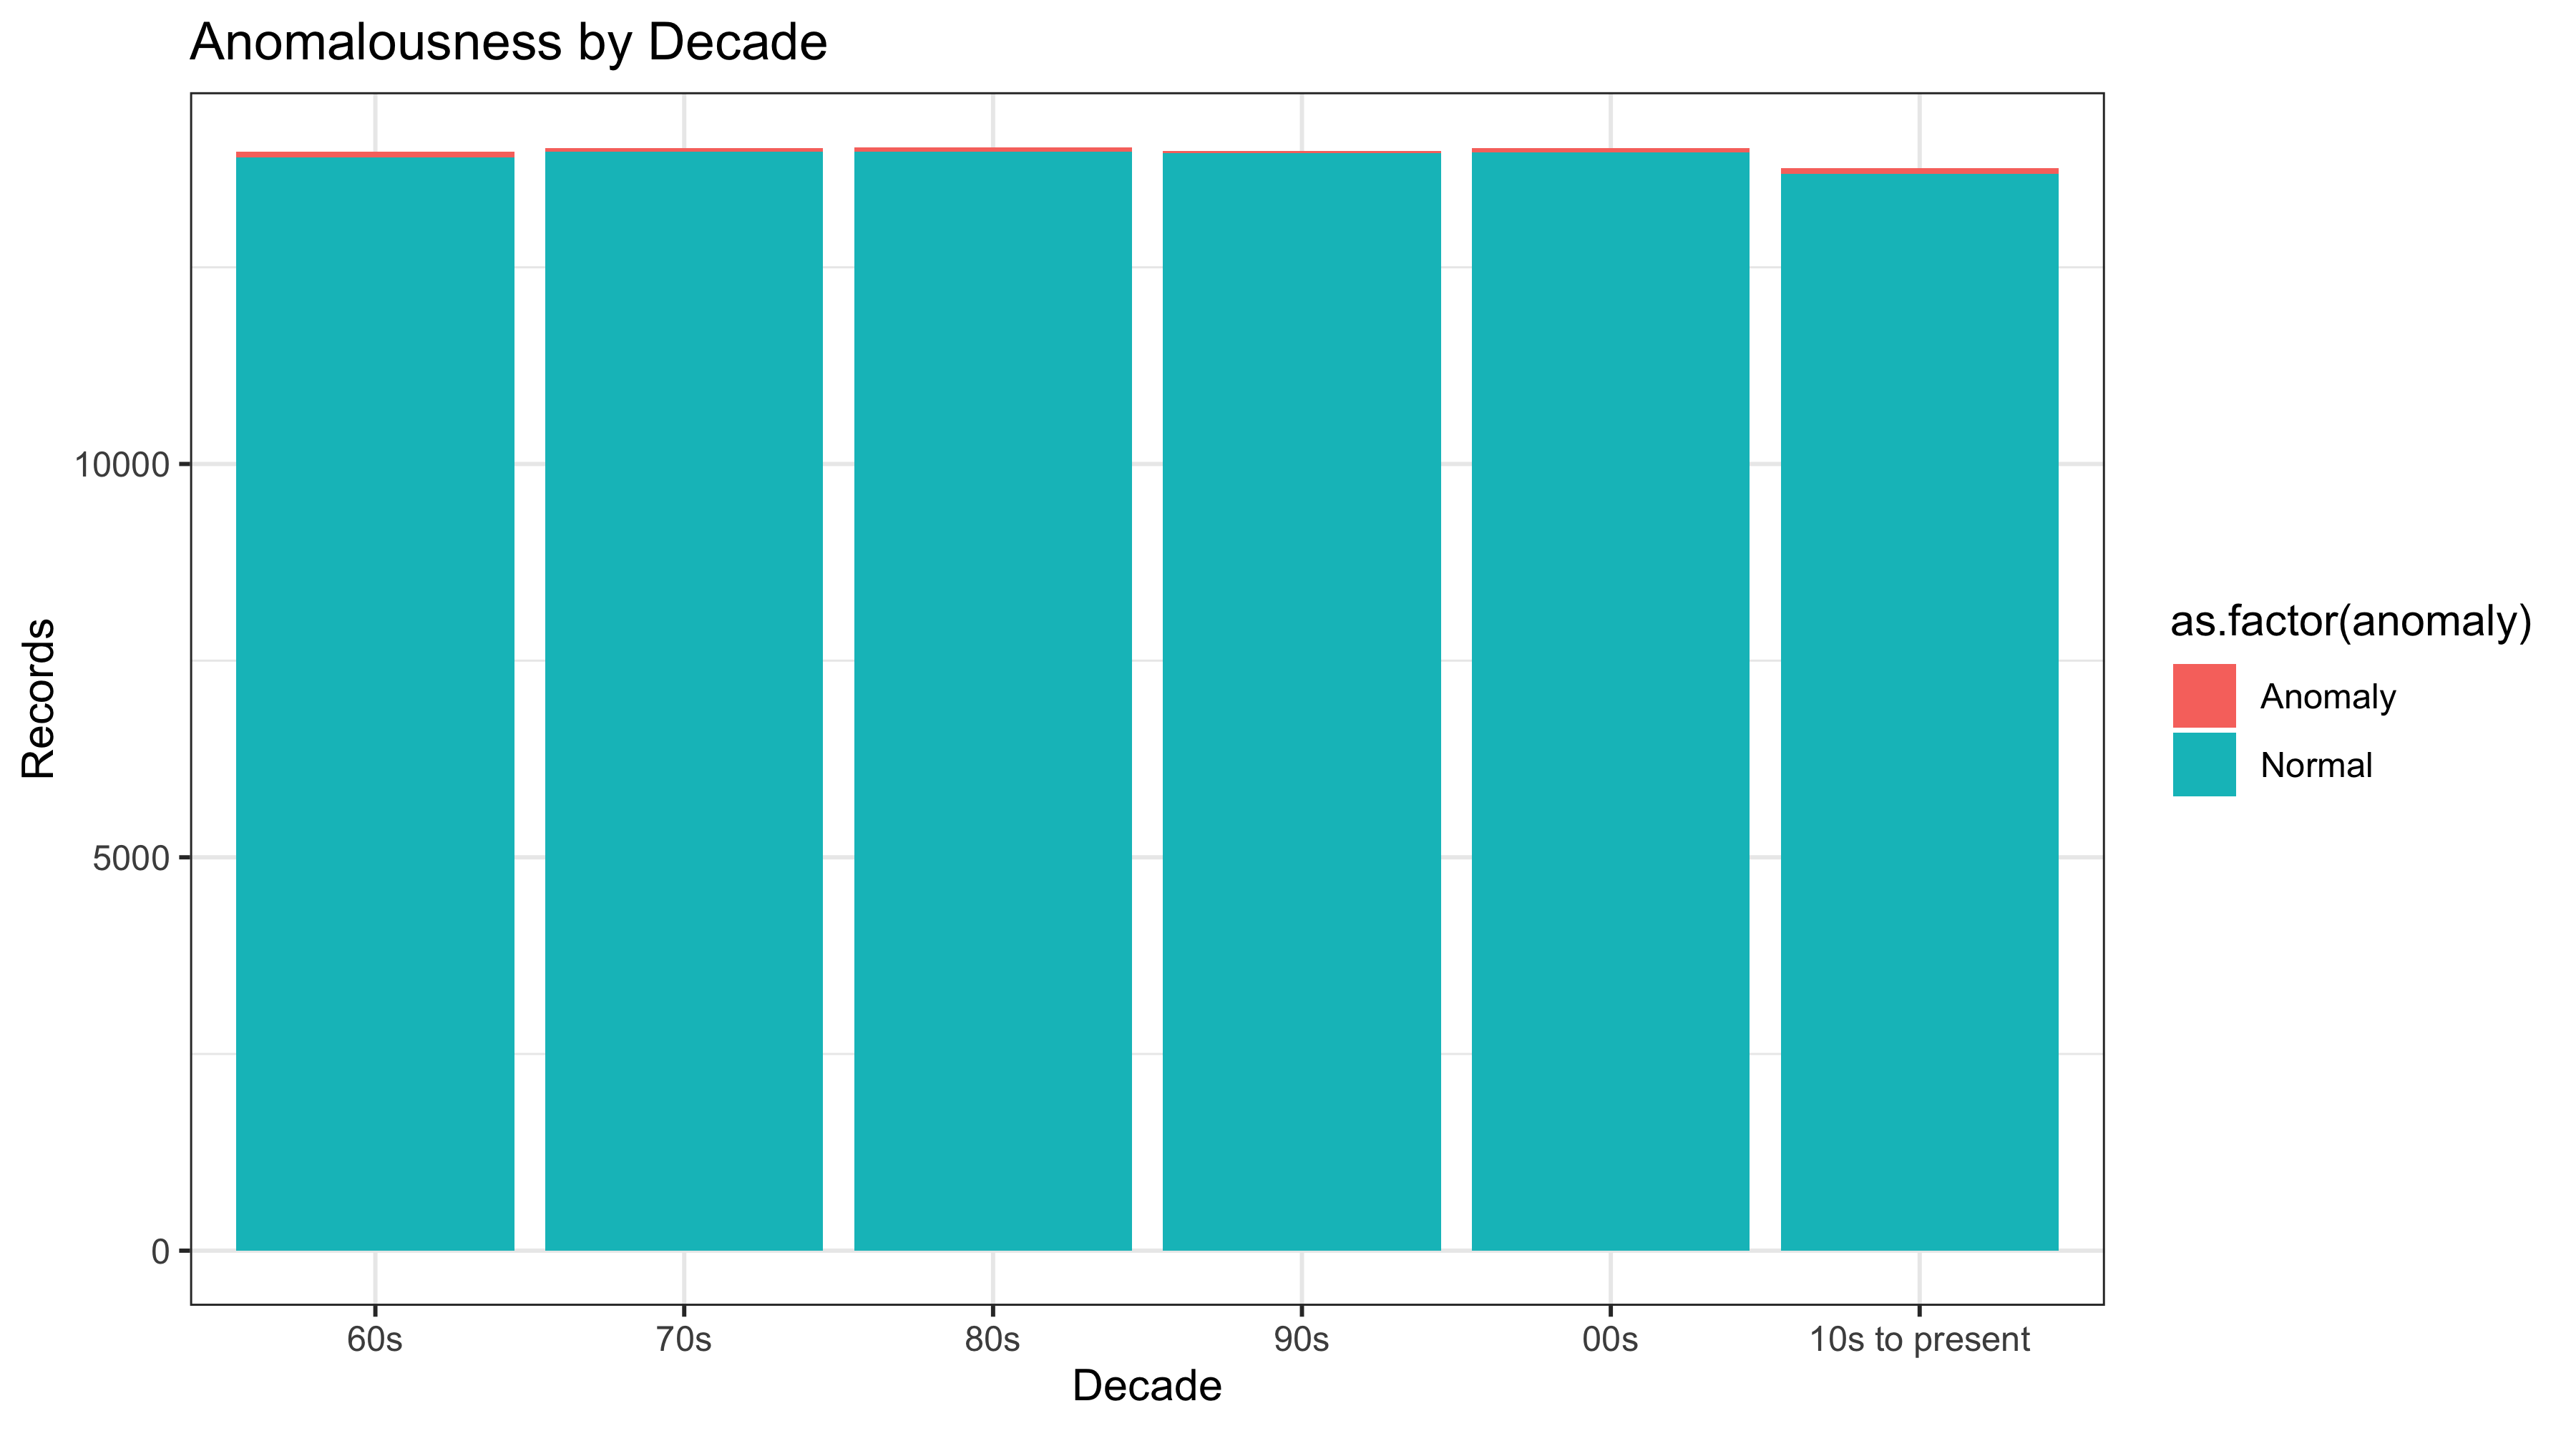 Anomalousness by Decade
Records
10000
5000
0
60s
70s
80s
90s
00s
10s to present
Decade
as.factor(anomaly)
Anomaly
Normal